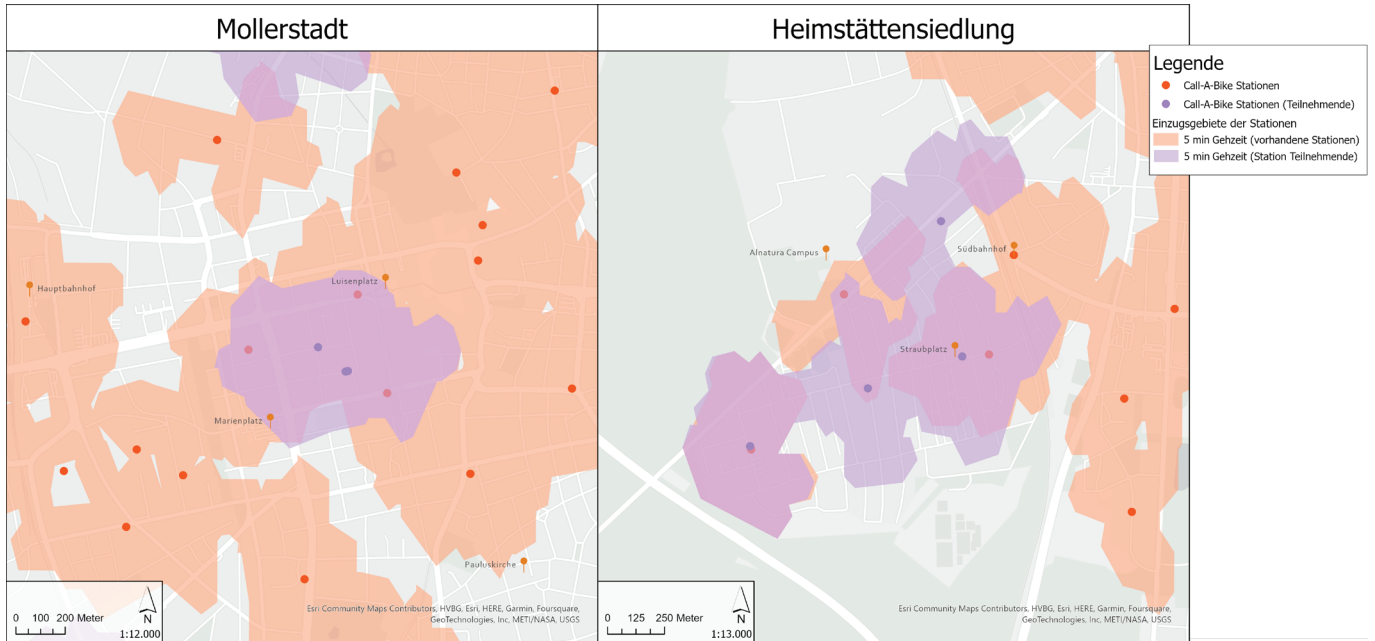 Mollerstadt
Heimstättensiedlung
Legende
Call-A-Bike Stationen
Call-A-Bike Stationen (Teilnehmende)
Einzugsgebiete der Stationen
5 min Gehzeit (vorhandene Stationen)
5 min Gehzeit (Station Teilnehmende)
Luisenplatz
Hauptbahnhof
Marienplatz
Pauluskirche
0 100 200 Meter
N
1:12.000
Esri Community Maps Contributors, HVBG, Esri, HERE, Garmin, Foursquare,
GeoTechnologies, Inc, METI/NASA, USGS
Alnatura Campus
Südbahnhof
Straubplatz
0 125 250 Meter
N
1:13.000
Esri Community Maps Contributors, HVBG, Esri, HERE, Garmin, Foursquare,
GeoTechnologies, Inc, METI/NASA, USGS